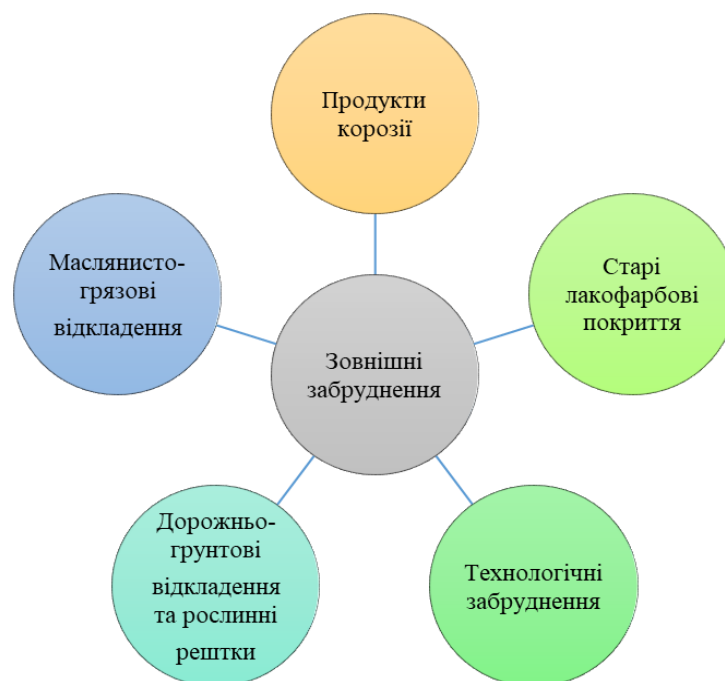 Продукти
корозії
Маслянисто-
грязові
відкладення
Старі
лакофарбові
покриття
Зовнішні
забруднення
Дорожньо-
грунтові
відкладення
та рослинні
рештки
Технологічні
забруднення